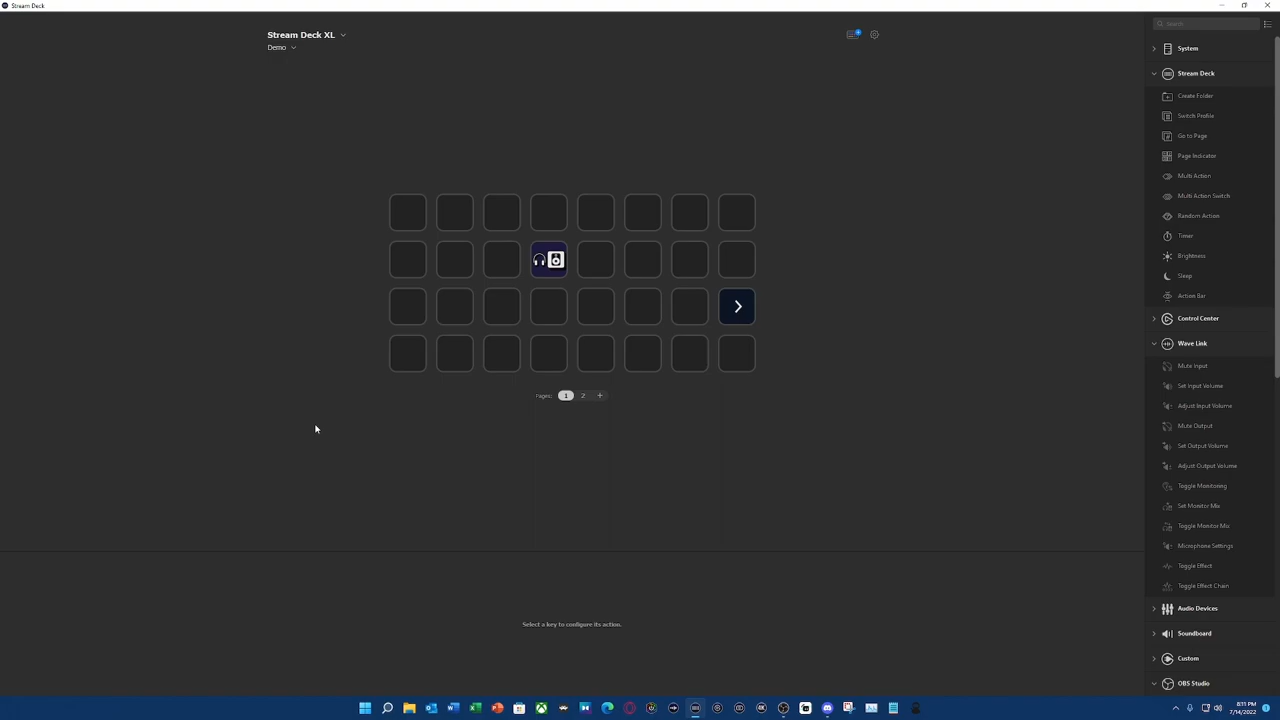 Stream Deck
Stream Deck XL
Demo
Search
System
Stream Deck
Create Folder
Switch Profile
Go to Page
Page Indicator
Multi Action
Multi Action Switch
Random Action
Timer
Brightness
Sleep
Action Bar
Control Center
Wave Link
Mute Input
Set Input Volume
Adjust Input Volume
Mute Output
Set Output Volume
Adjust Output Volume
Toggle Monitoring
Set Monitor Mix
Toggle Monitor Mix
Microphone Settings
Toggle Effect
Toggle Effect Chain
Audio Devices
Soundboard
Custom
OBS Studio
Pages: 1 2 +
Select a key to configure its action.
8:31 PM
7/14/2022